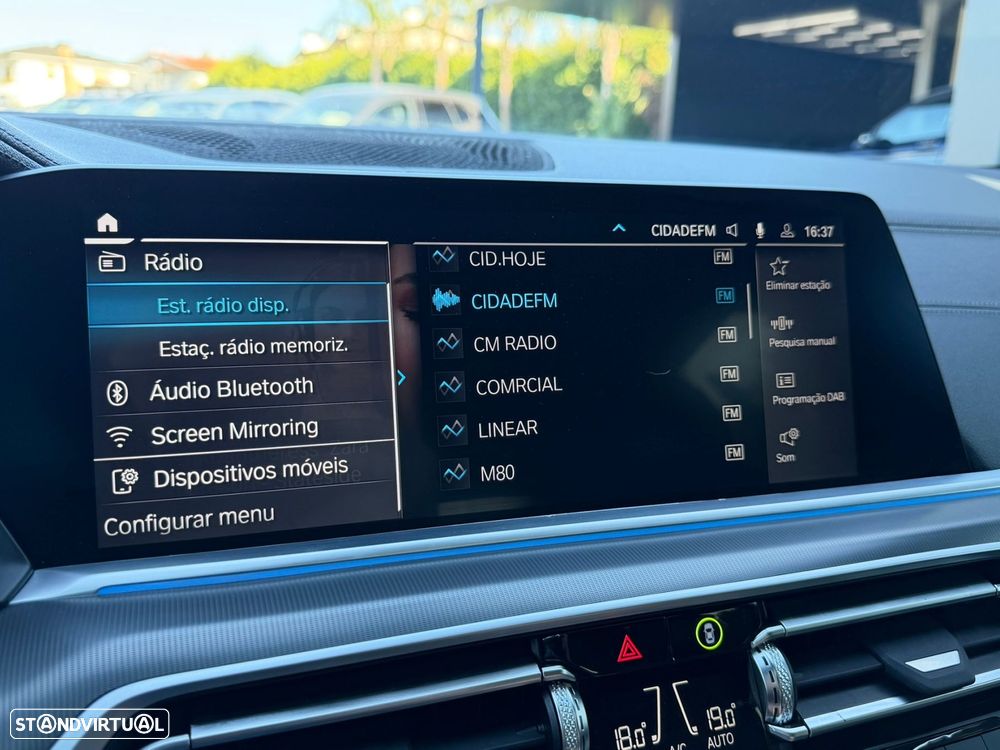 CIDADEFM
16:37
Rádio
Est. rádio disp.
Estaç. rádio memoriz.
Áudio Bluetooth
Screen Mirroring
Dispositivos móveis
Configurar menu
CID.HOJE FM
CIDADEFM FM
CM RADIO FM
COMRCIAL FM
LINEAR FM
M80 FM
Eliminar estação
Pesquisa manual
Programação DAB
Som
18.0°
A/C
19.0°
AUTO
STANDVIRTUAL